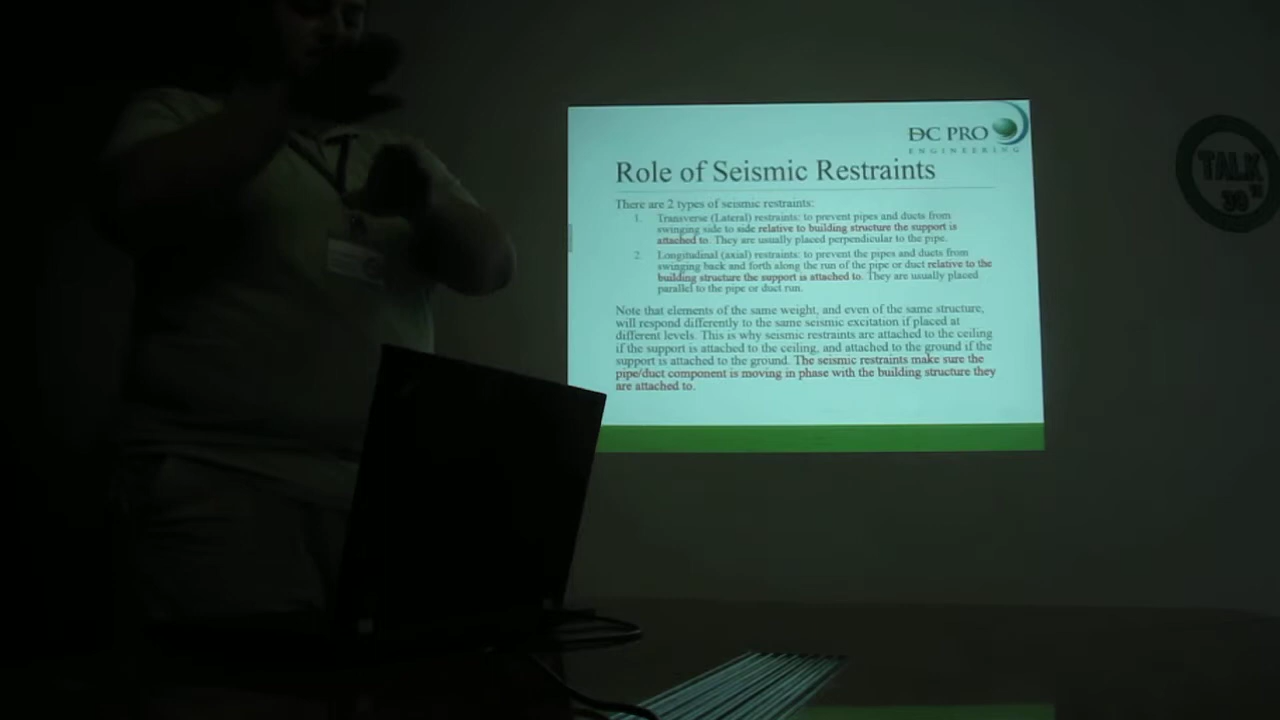 DC PRO
ENGINEERING
Role of Seismic Restraints
There are 2 types of seismic restraints:
1. Transverse (Lateral) restraints: to prevent pipes and ducts from
swinging side to side relative to building structure the support is
attached to. They are usually placed perpendicular to the pipe.
2. Longitudinal (axial) restraints: to prevent the pipes and ducts from
swinging back and forth along the run of the pipe or duct relative to the
building structure the support is attached to. They are usually placed
parallel to the pipe or duct run.
Note that elements of the same weight, and even of the same structure,
will respond differently to the same seismic excitation if placed at
different levels. This is why seismic restraints are attached to the ceiling
if the support is attached to the ceiling, and attached to the ground if the
support is attached to the ground. The seismic restraints make sure the
pipe/duct component is moving in phase with the building structure they
are attached to.
TALK
30"